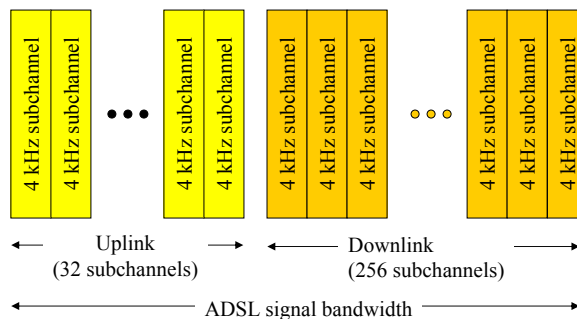 4 kHz subchannel
4 kHz subchannel
4 kHz subchannel
4 kHz subchannel
4 kHz subchannel
4 kHz subchannel
4 kHz subchannel
4 kHz subchannel
4 kHz subchannel
4 kHz subchannel
Uplink
(32 subchannels)
Downlink
(256 subchannels)
ADSL signal bandwidth